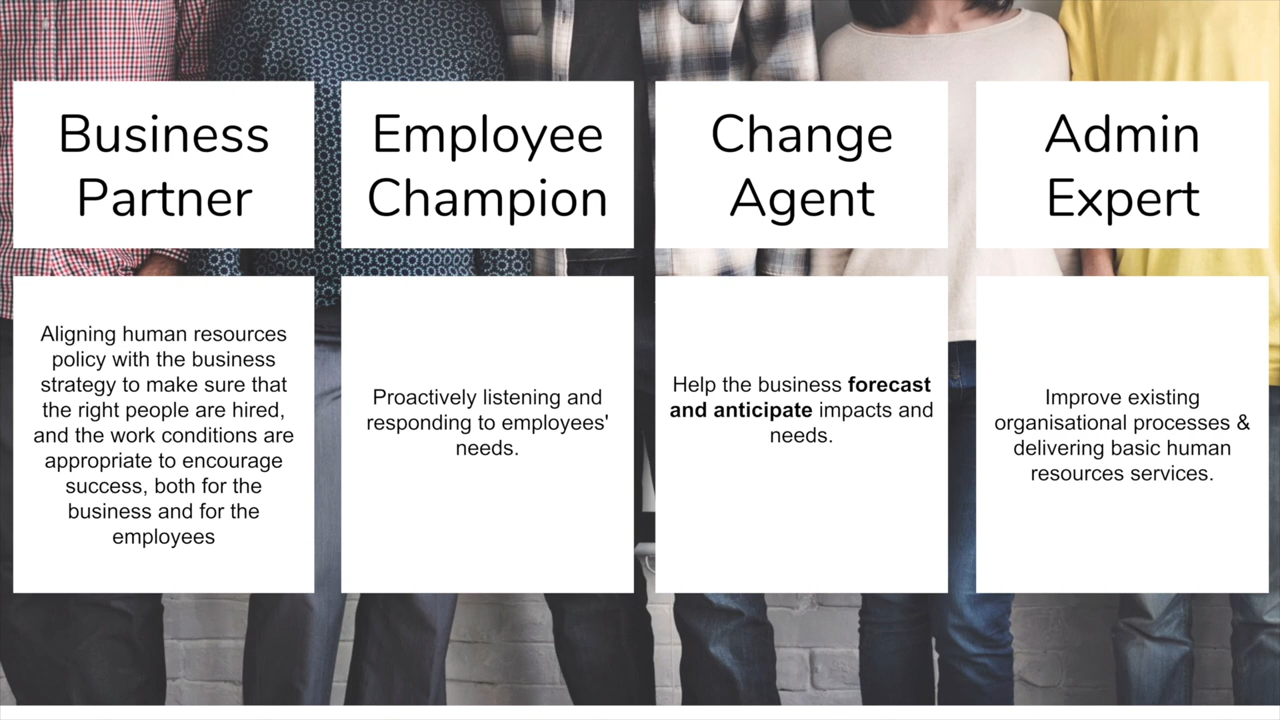 Business
Partner
Employee
Champion
Change
Agent
Admin
Expert
Aligning human resources
policy with the business
strategy to make sure that
the right people are hired,
and the work conditions are
appropriate to encourage
success, both for the
business and for the
employees
Proactively listening and
responding to employees'
needs.
Help the business forecast
and anticipate impacts and
needs.
Improve existing
organisational processes &
delivering basic human
resources services.